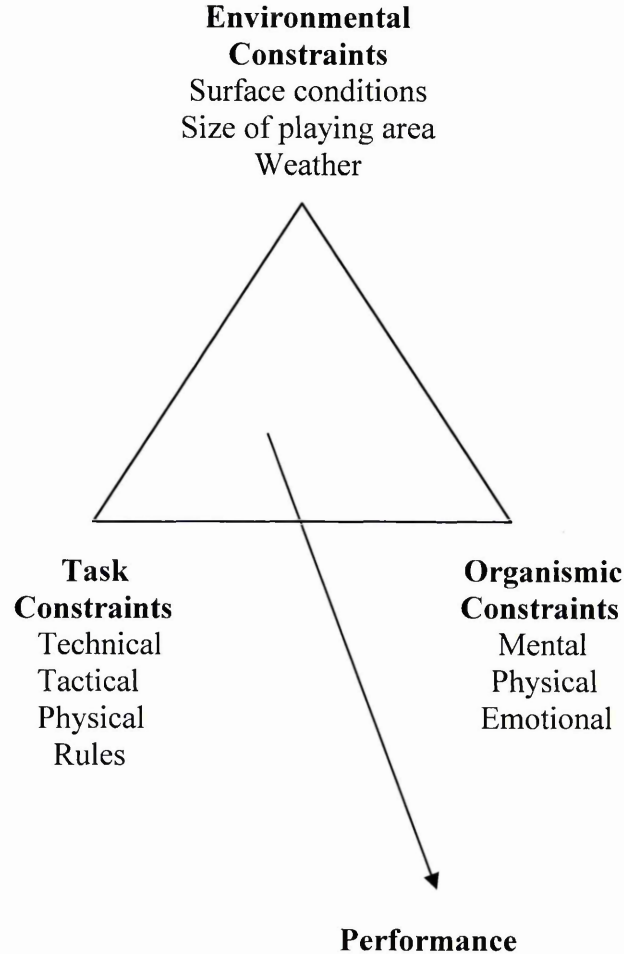 Environmental
Constraints
Surface conditions
Size of playing area
Weather
Task
Constraints
Technical
Tactical
Physical
Rules
Organismic
Constraints
Mental
Physical
Emotional
Performance